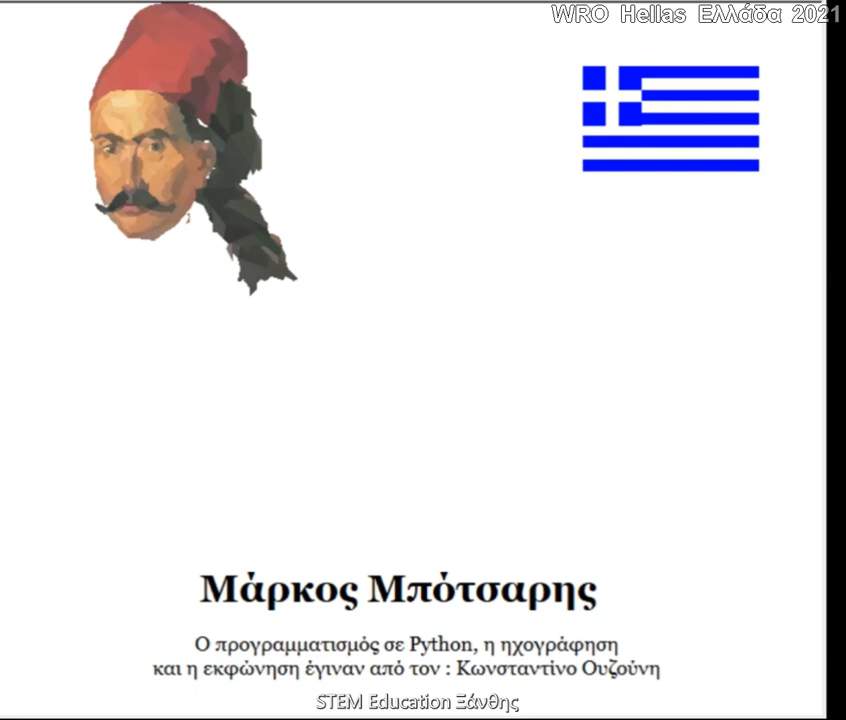 WRO Hellas Ελλάδα 2021
Μάρκος Μπότσαρης
Ο προγραμματισμός σε Python, η ηχογράφηση
και η εκφώνηση έγιναν από τον : Κωνσταντίνο Ουζούνη
STEM Education Ξάνθης